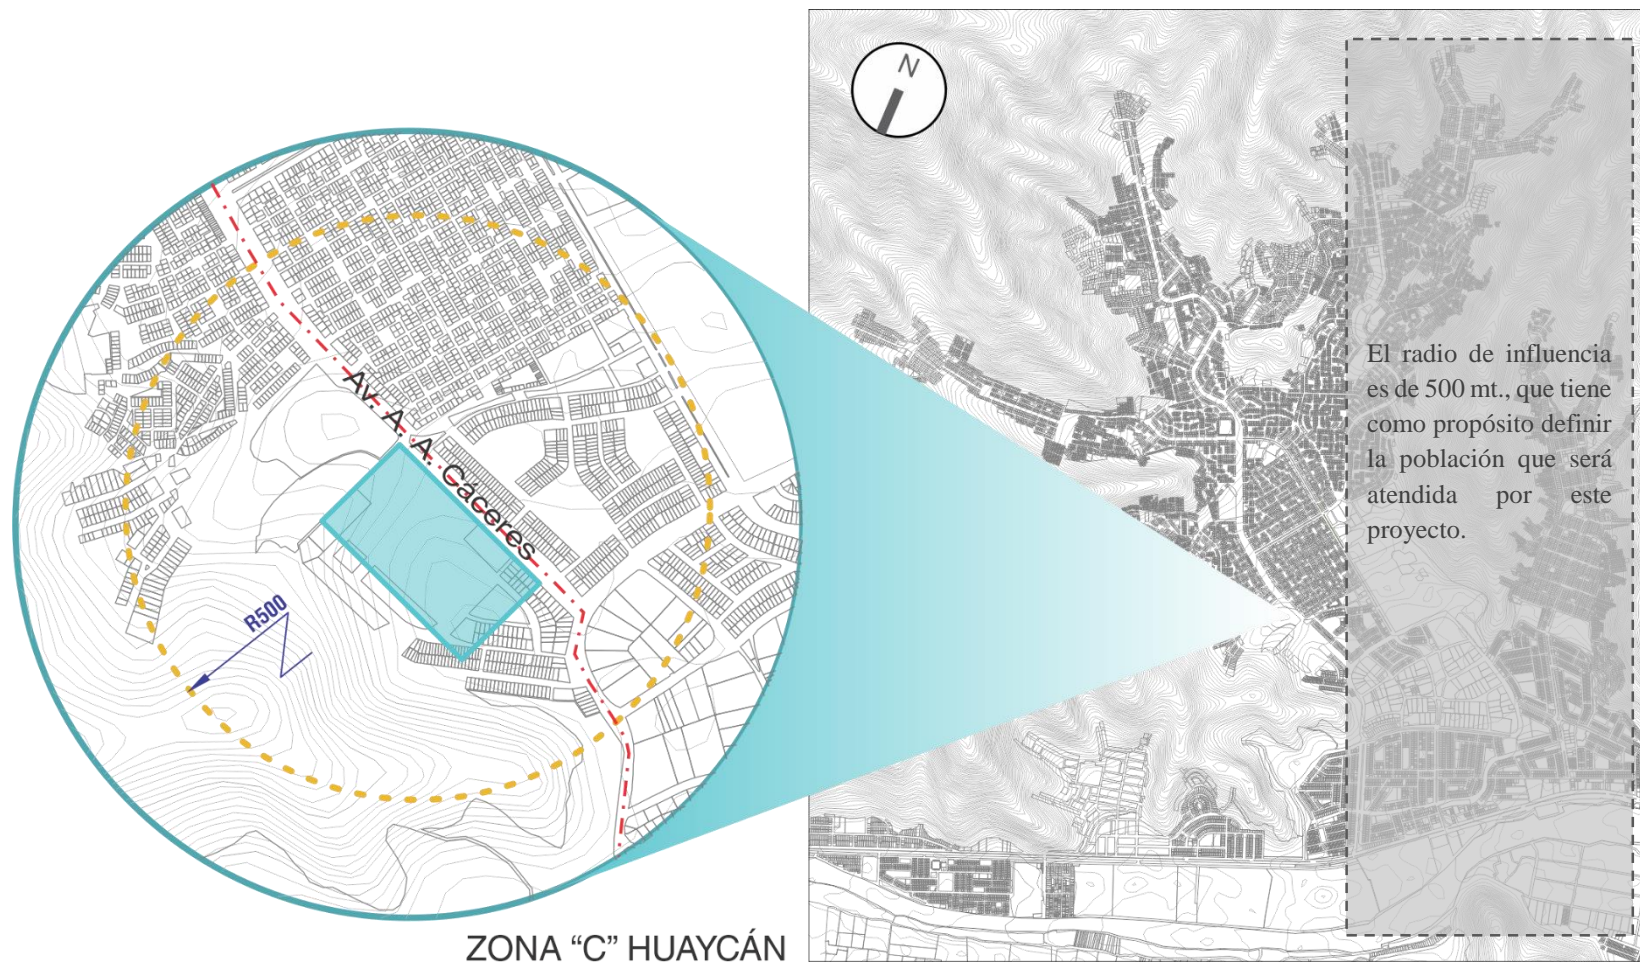 N
Av. A. A. Cáceres
R500
El radio de influencia
es de 500 mt., que tiene
como propósito definir
la población que será
atendida por este
proyecto.
ZONA “C” HUAYCÁN